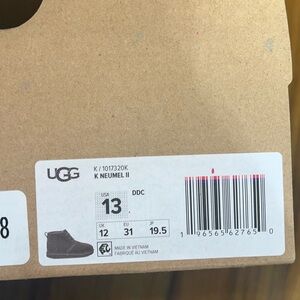 UGG
K / 1017320K
K NEUMEL II
USA
13
DDC
UK
12
EU
31
JP
19.5
MADE IN VIETNAM
FABRIQUÉ AU VIETNAM
1 96565 62765 0
8